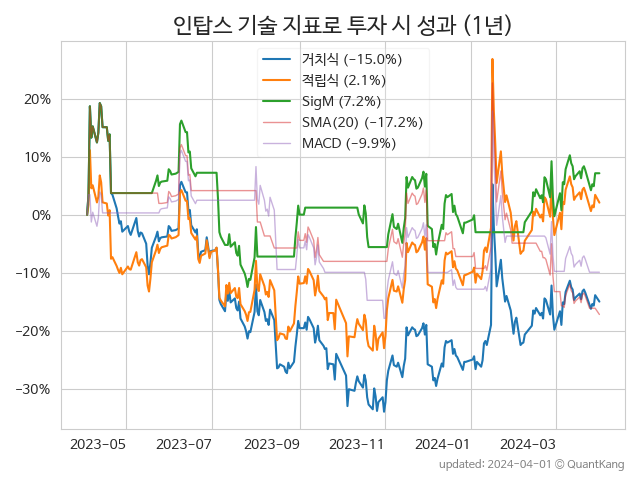 인탑스 기술 지표로 투자 시 성과 (1년)
거치식 (−15.0%)
적립식 (2.1%)
SigM (7.2%)
SMA(20) (−17.2%)
MACD (−9.9%)
20%
10%
0%
−10%
−20%
−30%
2023-05 2023-07 2023-09 2023-11 2024-01 2024-03
updated: 2024-04-01 © QuantKang